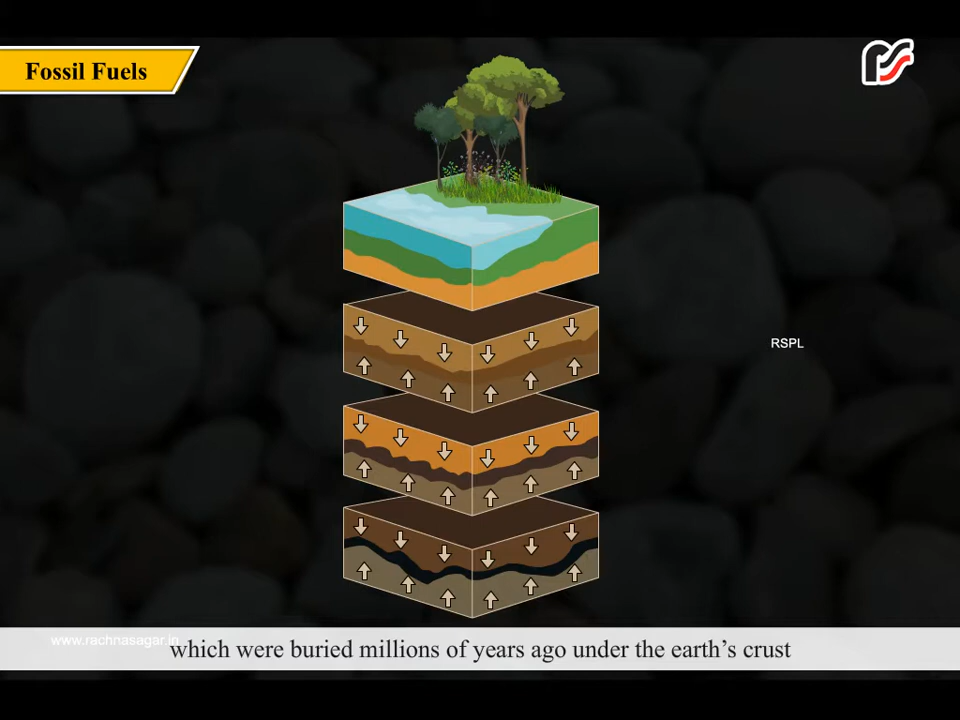 Fossil Fuels
RSPL
www.rachnasagar.in
which were buried millions of years ago under the earth’s crust